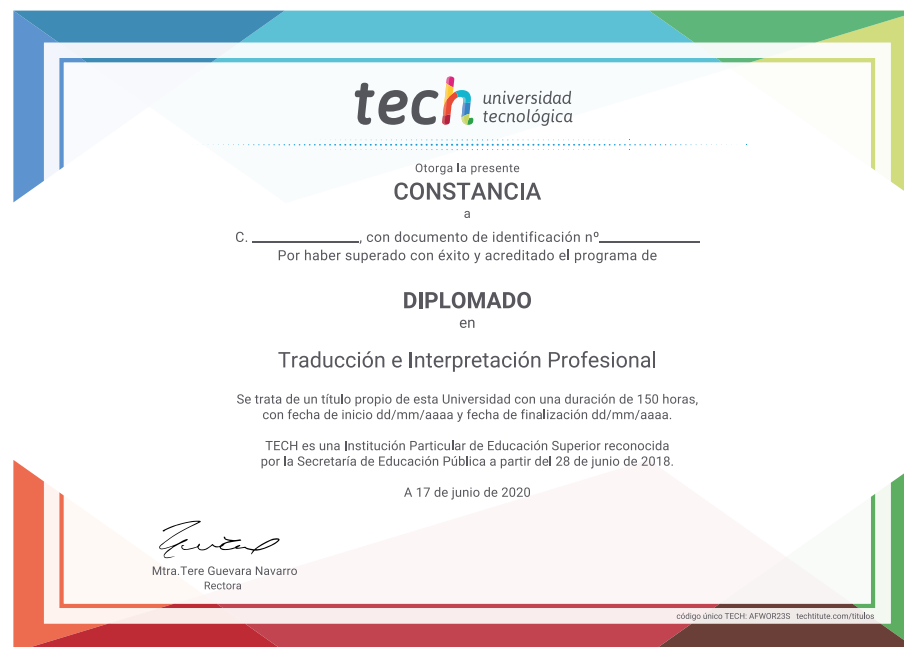 tech universidad
tecnológica
Otorga la presente
CONSTANCIA
a
C. ____________, con documento de identificación nº____________
Por haber superado con éxito y acreditado el programa de
DIPLOMADO
en
Traducción e Interpretación Profesional
Se trata de un título propio de esta Universidad con una duración de 150 horas,
con fecha de inicio dd/mm/aaaa y fecha de finalización dd/mm/aaaa.
TECH es una Institución Particular de Educación Superior reconocida
por la Secretaría de Educación Pública a partir del 28 de junio de 2018.
A 17 de junio de 2020
Mtra.Tere Guevara Navarro
Rectora
código único TECH: AFWOR23S techtitute.com/titulos